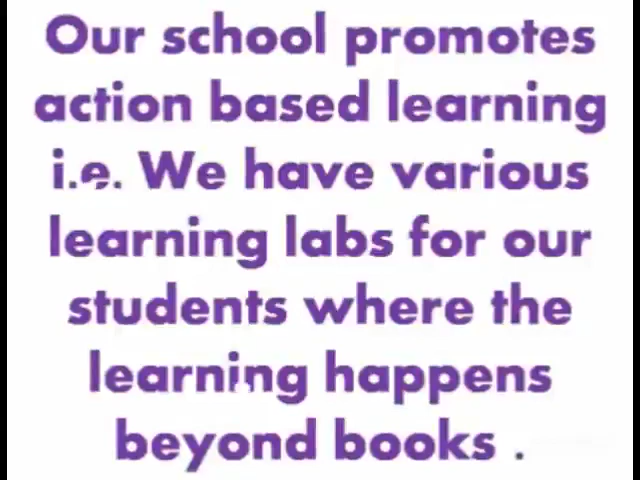 Our school promotes
action based learning
i.e. We have various
learning labs for our
students where the
learning happens
beyond books .